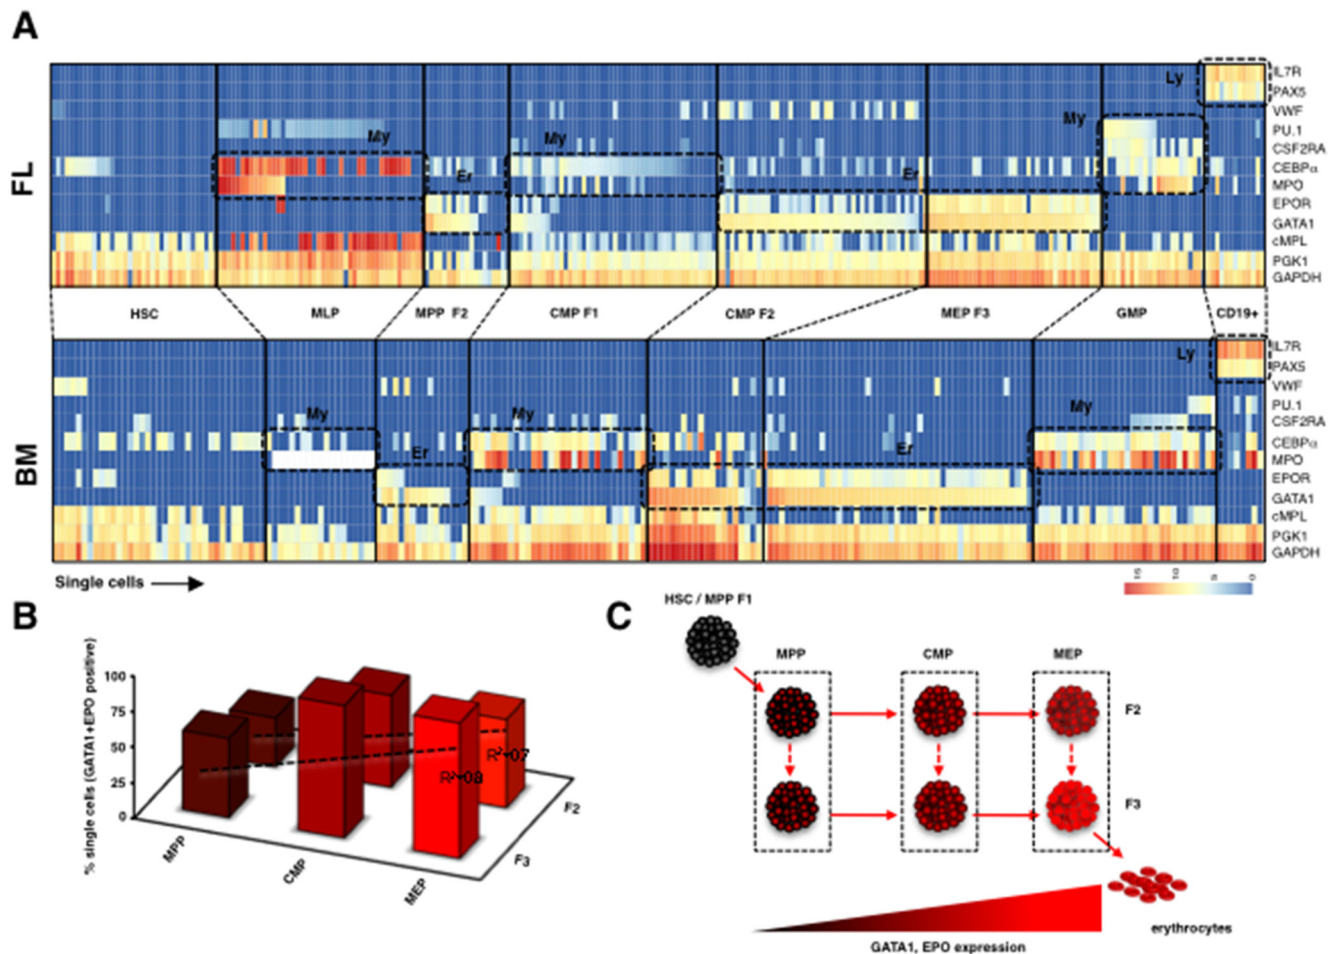 A
FL
My
Er
My
Er
My
Ly
IL7R
PAX5
VWF
PU.1
CSF2RA
CEBPα
MPO
EPOR
GATA1
cMPL
PGK1
GAPDH
HSC MLP MPP F2 CMP F1 CMP F2 MEP F3 GMP CD19+
BM
My
Er
My
Er
My
Ly
IL7R
PAX5
VWF
PU.1
CSF2RA
CEBPα
MPO
EPOR
GATA1
cMPL
PGK1
GAPDH
Single cells
15 10 5 0
B
% single cells (GATA1+EPO positive)
100
75
50
25
0
R²~08
R²~07
MPP
CMP
MEP
F3
F2
C
HSC / MPP F1
MPP CMP MEP
F2
F3
erythrocytes
GATA1, EPO expression